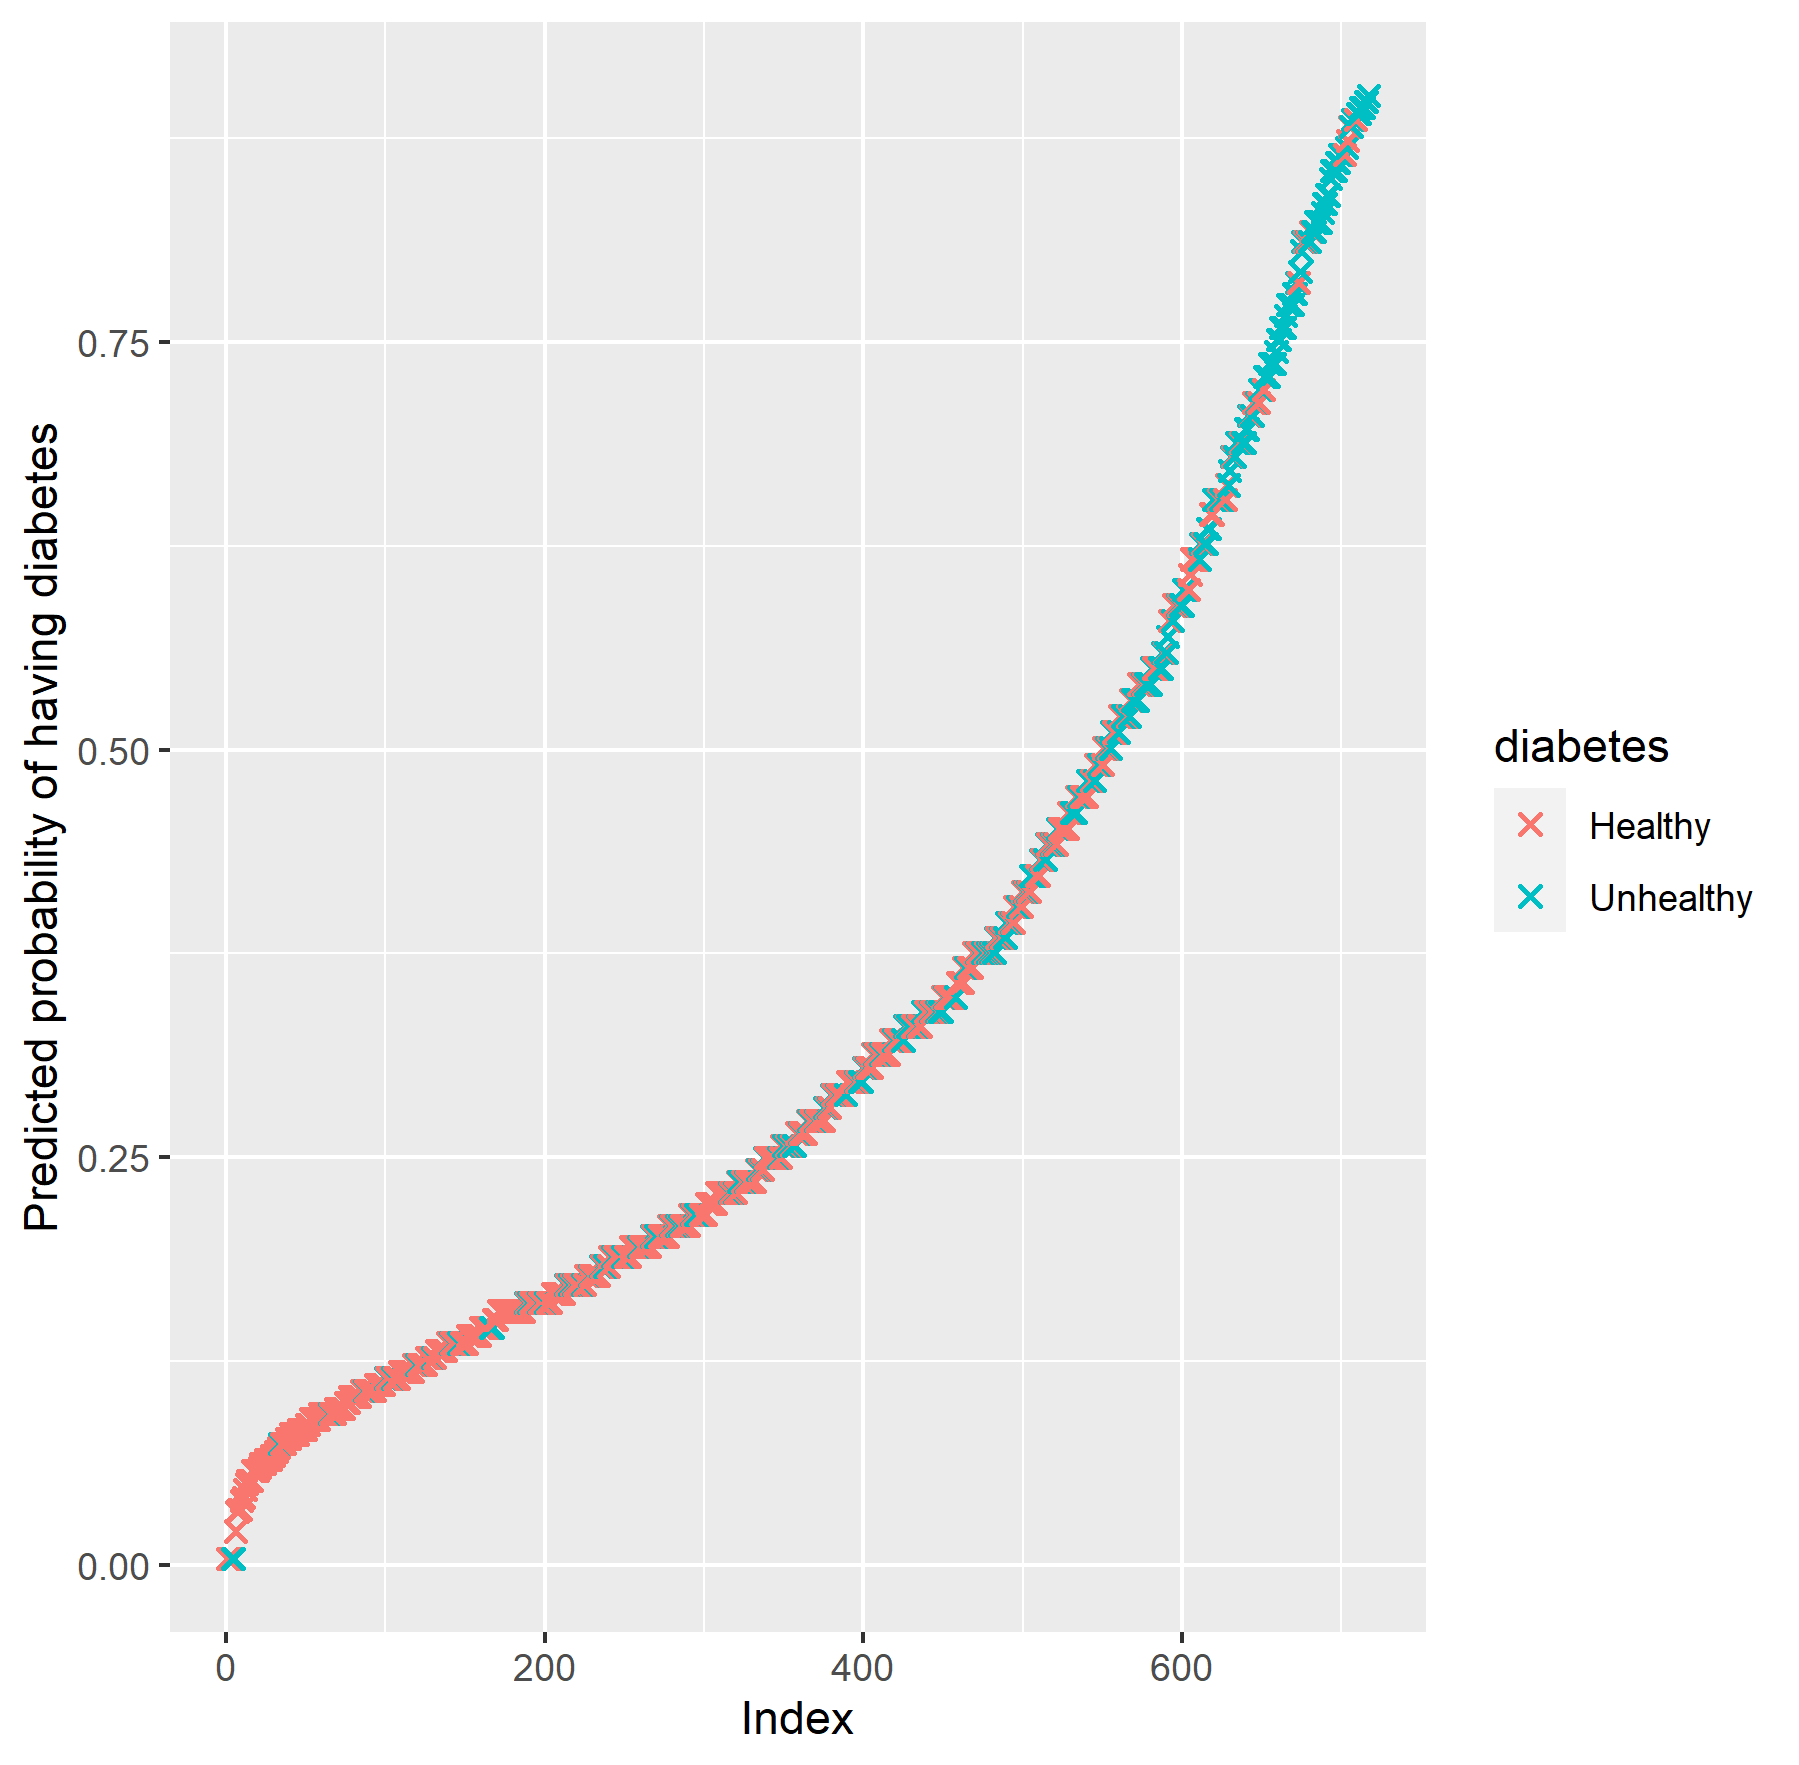 Predicted probability of having diabetes
0.75
0.50
0.25
0.00
0 200 400 600
Index
diabetes
Healthy
Unhealthy